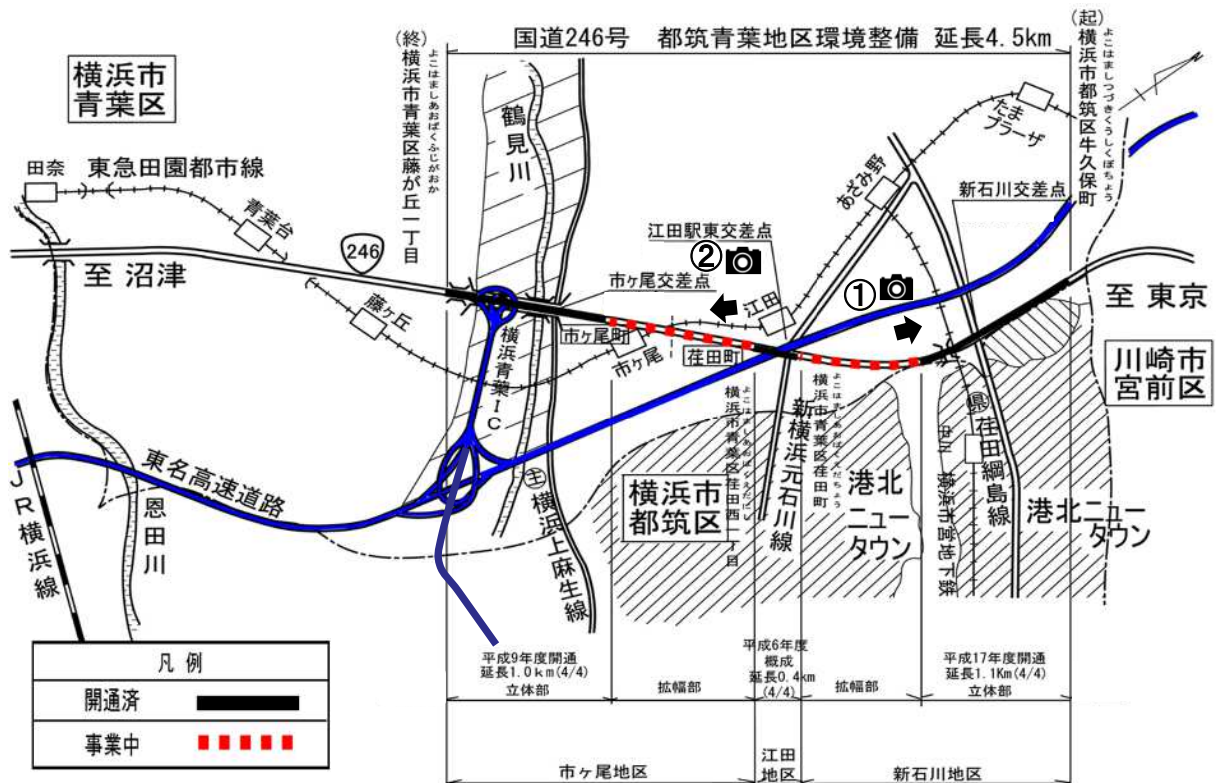 国道246号　都筑青葉地区環境整備 延長4.5km
(起)横浜市都筑区牛久保町
よこはましつづきくうしくぼちょう
(終)横浜市青葉区藤が丘一丁目
よこはましあおばくふじがおか
横浜市
青葉区
鶴見川
たま
プラーザ
N
田奈
東急田園都市線
青葉台
246
至 沼津
藤ヶ丘
あざみ野
新石川交差点
江田駅東交差点
②
①
市ヶ尾交差点
江田
至 東京
市ヶ尾町
市ヶ尾
荏田町
川崎市
宮前区
横浜青葉IC
東名高速道路
恩田川
JR横浜線
主
横浜上麻生線
横浜市
都筑区
横浜市青葉区荏田西一丁目
よこはましあおばくえだにし
新横浜元石川線
横浜市青葉区荏田町
よこはましあおばくえだちょう
港北
ニュー
タウン
中川
横浜市営地下鉄
県
荏田綱島線
港北ニュー
タウン
凡 例
開通済
事業中
平成9年度開通
延長1.0km(4/4)
立体部
拡幅部
平成6年度
概成
延長0.4km
(4/4)
拡幅部
平成17年度開通
延長1.1Km(4/4)
立体部
市ヶ尾地区
江田
地区
新石川地区